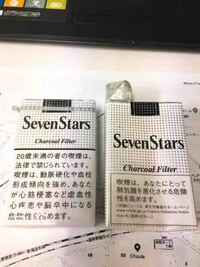 SevenStars
Charcoal Filter
20歳未満の者の喫煙は、
法律で禁じられています。
喫煙は、動脈硬化や血栓
形成傾向を強め、あなた
が心筋梗塞など虚血性
心疾患や脳卒中になる
危険性を高めます。
SevenStars
Charcoal Filter
喫煙は、あなたにとって
肺気腫を悪化させる危険
性を高めます。
Choula